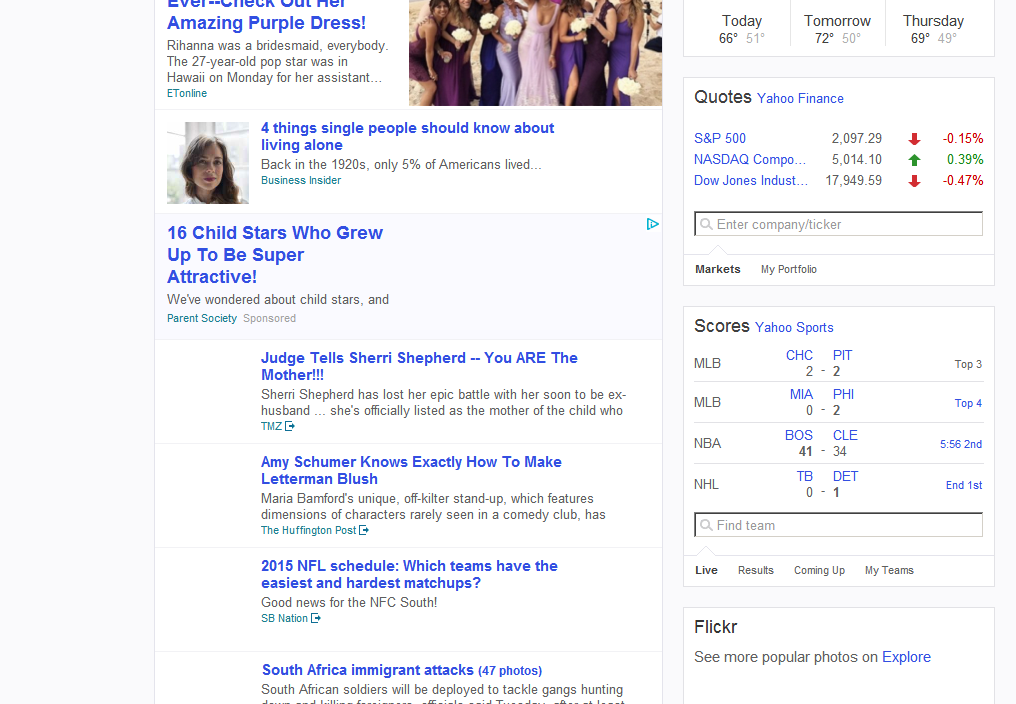 Ever--Check Out Her
Amazing Purple Dress!
Rihanna was a bridesmaid, everybody.
The 27-year-old pop star was in
Hawaii on Monday for her assistant…
ETonline
4 things single people should know about
living alone
Back in the 1920s, only 5% of Americans lived…
Business Insider
16 Child Stars Who Grew
Up To Be Super
Attractive!
We've wondered about child stars, and
Parent Society Sponsored
Judge Tells Sherri Shepherd -- You ARE The
Mother!!!
Sherri Shepherd has lost her epic battle with her soon to be ex-
husband ... she's officially listed as the mother of the child who
TMZ
Amy Schumer Knows Exactly How To Make
Letterman Blush
Maria Bamford's unique, off-kilter stand-up, which features
dimensions of characters rarely seen in a comedy club, has
The Huffington Post
2015 NFL schedule: Which teams have the
easiest and hardest matchups?
Good news for the NFC South!
SB Nation
South Africa immigrant attacks (47 photos)
South African soldiers will be deployed to tackle gangs hunting
down and killing foreigners, officials said Tuesday, after at least
Today Tomorrow Thursday
66° 51° 72° 50° 69° 49°
Quotes Yahoo Finance
S&P 500 2,097.29 -0.15%
NASDAQ Compo… 5,014.10 0.39%
Dow Jones Indust… 17,949.59 -0.47%
Enter company/ticker
Markets My Portfolio
Scores Yahoo Sports
MLB CHC 2 - PIT 2 Top 3
MLB MIA 0 - PHI 2 Top 4
NBA BOS 41 - CLE 34 5:56 2nd
NHL TB 0 - DET 1 End 1st
Find team
Live Results Coming Up My Teams
Flickr
See more popular photos on Explore